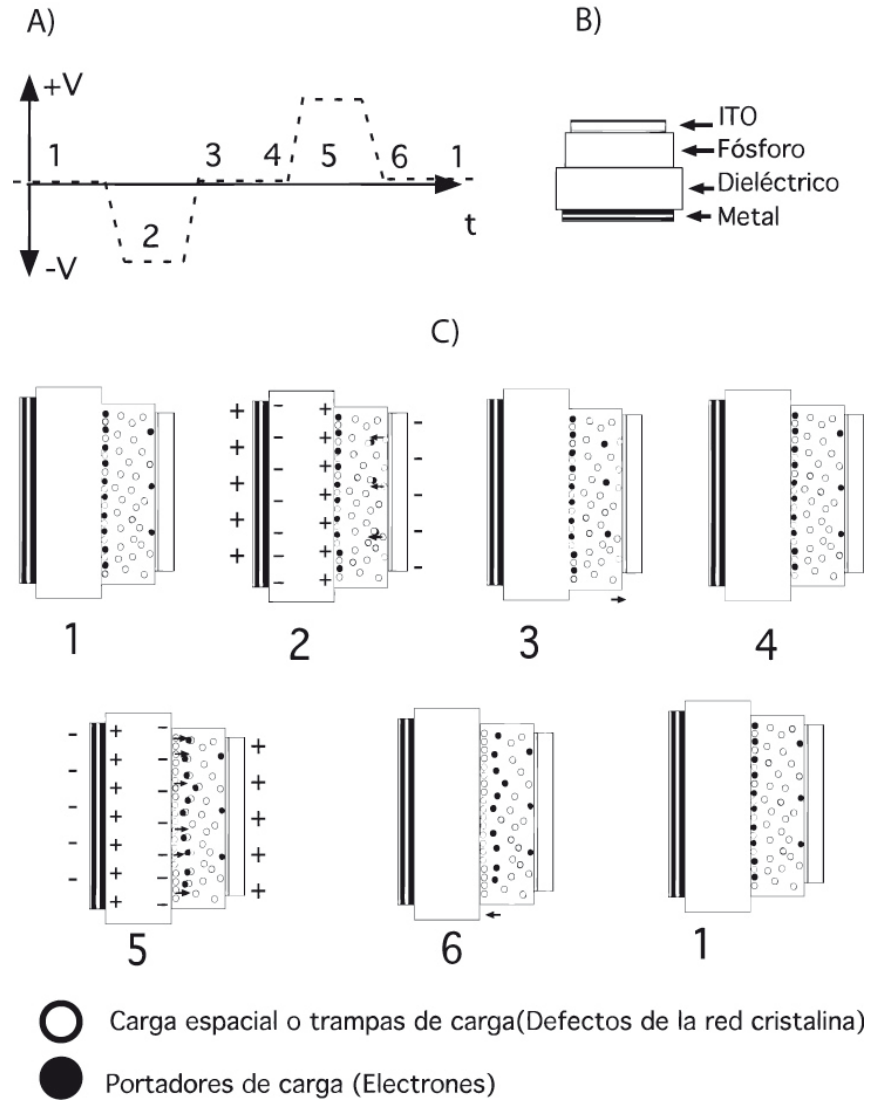 A)
+V
1 3 4 5 6 1
2
t
-V
B)
ITO
Fósforo
Dieléctrico
Metal
C)
1 2 3 4
5 6 1
Carga espacial o trampas de carga(Defectos de la red cristalina)
Portadores de carga (Electrones)